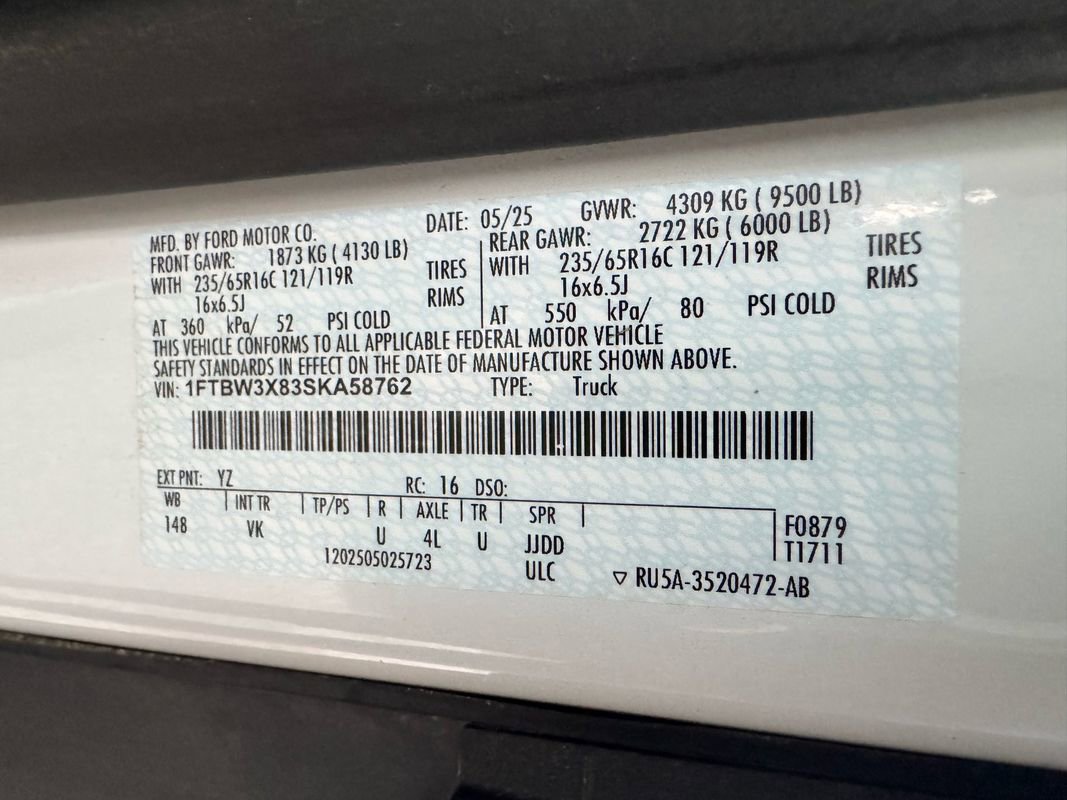 MFD. BY FORD MOTOR CO. DATE: 05/25 GVWR: 4309 KG ( 9500 LB)
FRONT GAWR: 1873 KG ( 4130 LB) REAR GAWR: 2722 KG ( 6000 LB)
WITH 235/65R16C 121/119R TIRES WITH 235/65R16C 121/119R TIRES
16x6.5J RIMS 16x6.5J RIMS
AT 360 kPa/ 52 PSI COLD AT 550 kPa/ 80 PSI COLD
THIS VEHICLE CONFORMS TO ALL APPLICABLE FEDERAL MOTOR VEHICLE
SAFETY STANDARDS IN EFFECT ON THE DATE OF MANUFACTURE SHOWN ABOVE.
VIN: 1FTBW3X83SKA58762 TYPE: Truck
EXT PNT: YZ RC: 16 DSO:
WB INT TR TP/PS R AXLE TR SPR F0879
148 VK U 4L U JJDD T1711
1202505025723 ULC ▽ RU5A-3520472-AB